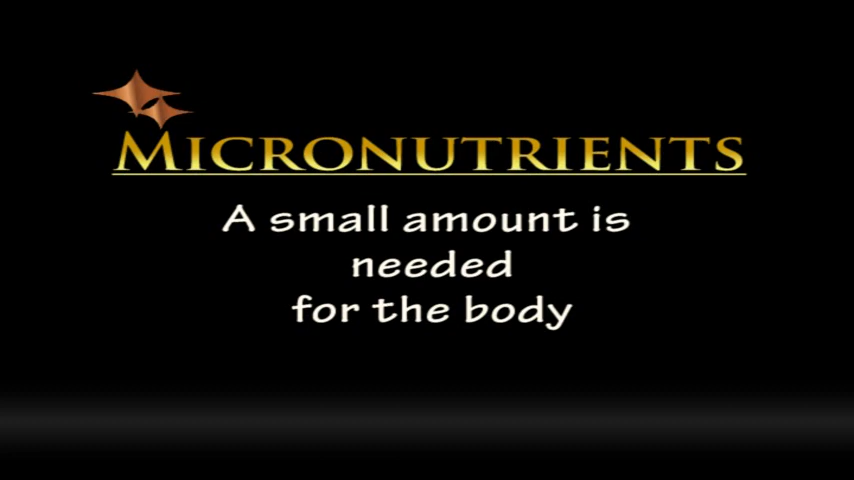 MICRONUTRIENTS
A small amount is
needed
for the body